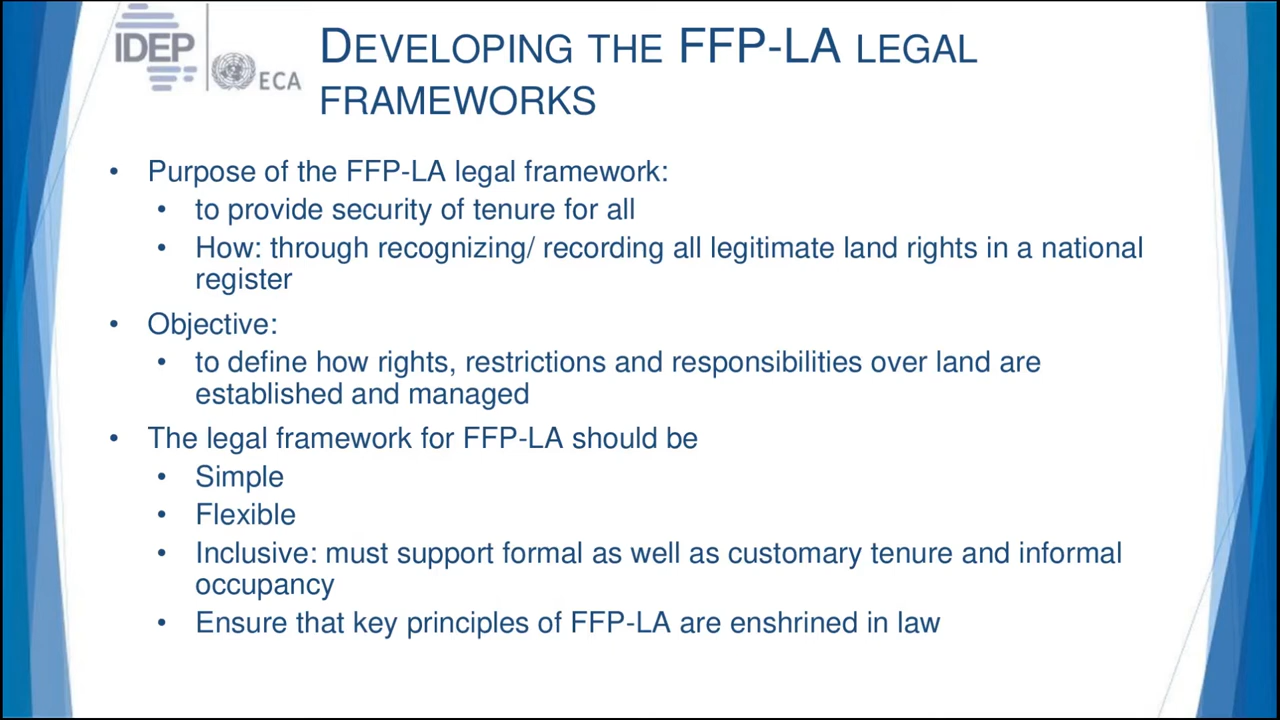 IDEP
ECA
DEVELOPING THE FFP-LA LEGAL
FRAMEWORKS
• Purpose of the FFP-LA legal framework:
• to provide security of tenure for all
• How: through recognizing/ recording all legitimate land rights in a national
register
• Objective:
• to define how rights, restrictions and responsibilities over land are
established and managed
• The legal framework for FFP-LA should be
• Simple
• Flexible
• Inclusive: must support formal as well as customary tenure and informal
occupancy
• Ensure that key principles of FFP-LA are enshrined in law